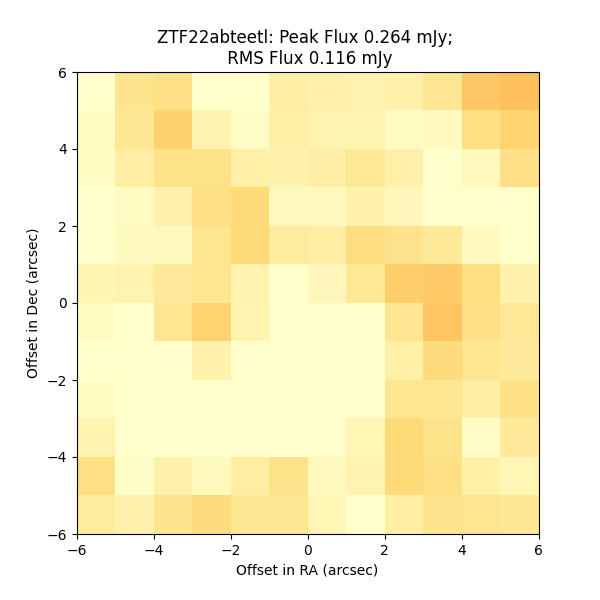 ZTF22abteetl: Peak Flux 0.264 mJy;
RMS Flux 0.116 mJy
6
4
2
0
−2
−4
−6
Offset in Dec (arcsec)
−6 −4 −2 0 2 4 6
Offset in RA (arcsec)